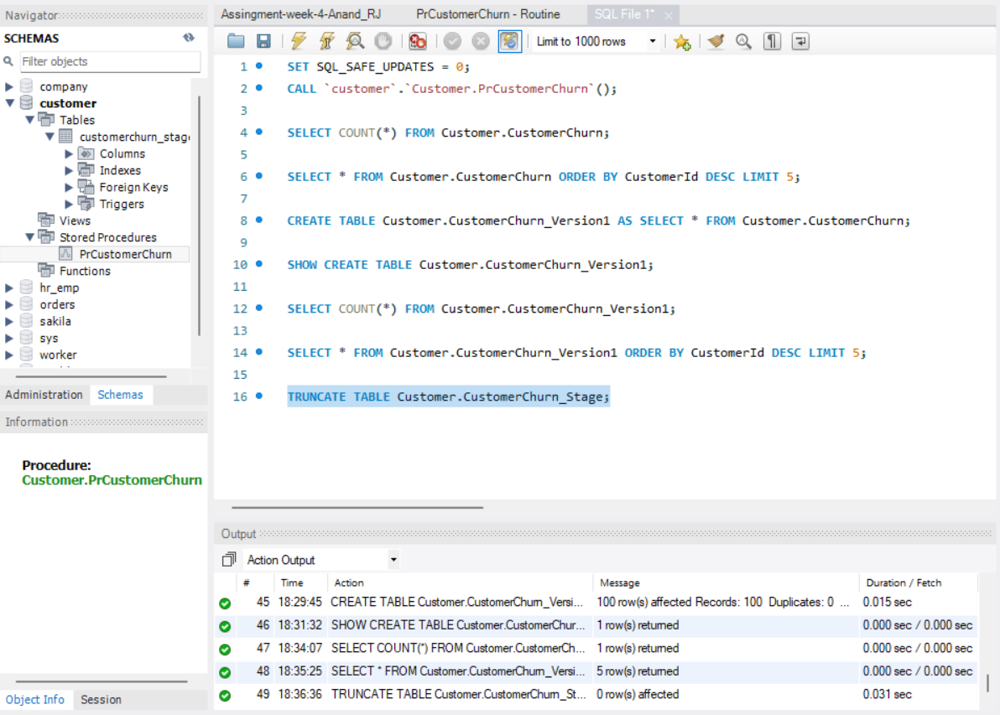 Navigator
SCHEMAS
Filter objects
company
customer
Tables
customerchurn_stag
Columns
Indexes
Foreign Keys
Triggers
Views
Stored Procedures
PrCustomerChurn
Functions
hr_emp
orders
sakila
sys
worker
Administration Schemas
Information
Procedure:
Customer.PrCustomerChurn
Object Info Session
Assingment-week-4-Anand_RJ PrCustomerChurn - Routine SQL File 1* ×
Limit to 1000 rows
1 SET SQL_SAFE_UPDATES = 0;
2 CALL `customer`.`Customer.PrCustomerChurn`();
3
4 SELECT COUNT(*) FROM Customer.CustomerChurn;
5
6 SELECT * FROM Customer.CustomerChurn ORDER BY CustomerId DESC LIMIT 5;
7
8 CREATE TABLE Customer.CustomerChurn_Version1 AS SELECT * FROM Customer.CustomerChurn;
9
10 SHOW CREATE TABLE Customer.CustomerChurn_Version1;
11
12 SELECT COUNT(*) FROM Customer.CustomerChurn_Version1;
13
14 SELECT * FROM Customer.CustomerChurn_Version1 ORDER BY CustomerId DESC LIMIT 5;
15
16 TRUNCATE TABLE Customer.CustomerChurn_Stage;
Output
Action Output
# Time Action Message Duration / Fetch
45 18:29:45 CREATE TABLE Customer.CustomerChurn_Versi... 100 row(s) affected Records: 100 Duplicates: 0 ... 0.015 sec
46 18:31:32 SHOW CREATE TABLE Customer.CustomerChur... 1 row(s) returned 0.000 sec / 0.000 sec
47 18:34:07 SELECT COUNT(*) FROM Customer.CustomerCh... 1 row(s) returned 0.000 sec / 0.000 sec
48 18:35:25 SELECT * FROM Customer.CustomerChurn_Versi... 5 row(s) returned 0.000 sec / 0.000 sec
49 18:36:36 TRUNCATE TABLE Customer.CustomerChurn_St... 0 row(s) affected 0.031 sec